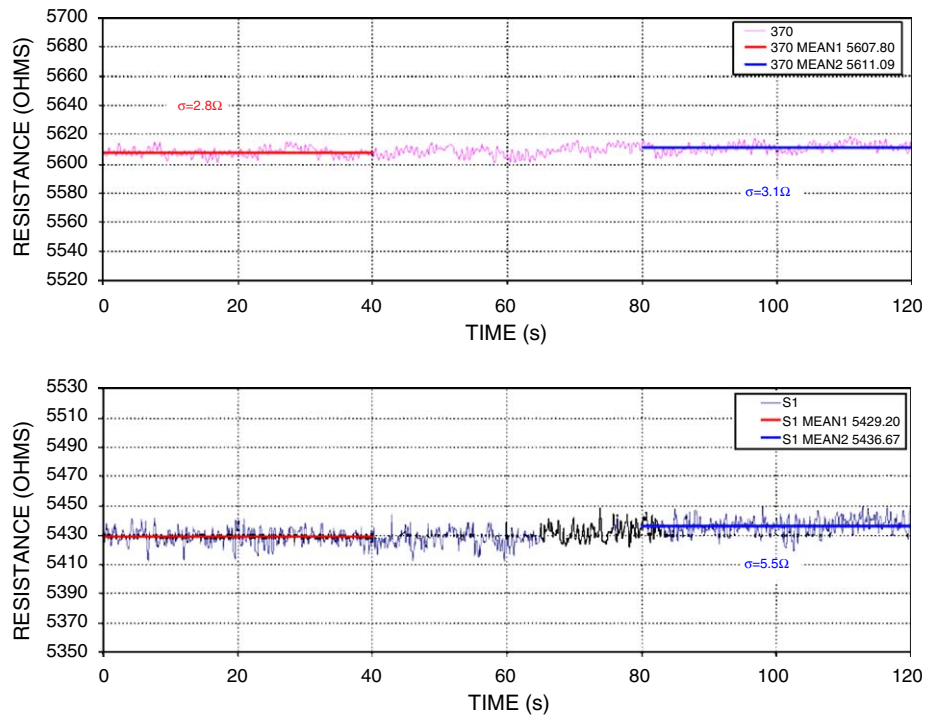 5700
5680
5660
5640
5620
5600
5580
5560
5540
5520
RESISTANCE (OHMS)
370
370 MEAN1 5607.80
370 MEAN2 5611.09
σ=2.8Ω
σ=3.1Ω
0 20 40 60 80 100 120
TIME (s)
5530
5510
5490
5470
5450
5430
5410
5390
5370
5350
RESISTANCE (OHMS)
S1
S1 MEAN1 5429.20
S1 MEAN2 5436.67
σ=5.5Ω
0 20 40 60 80 100 120
TIME (s)